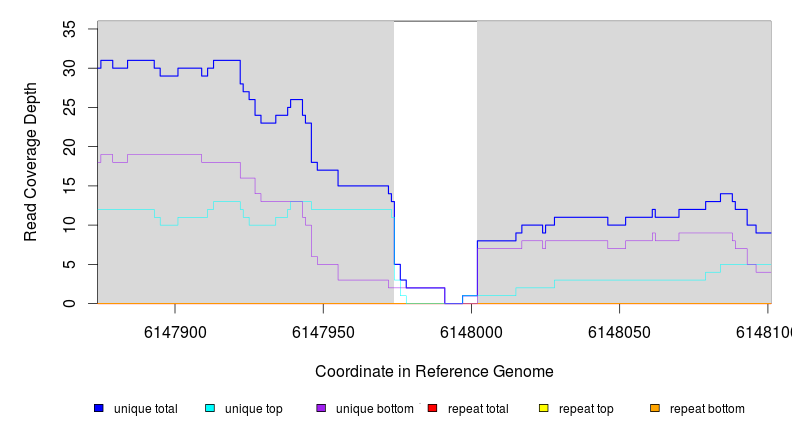 35
30
25
20
15
10
5
0
Read Coverage Depth
6147900 6147950 6148000 6148050 614810
Coordinate in Reference Genome
unique total unique top unique bottom repeat total repeat top repeat bottom